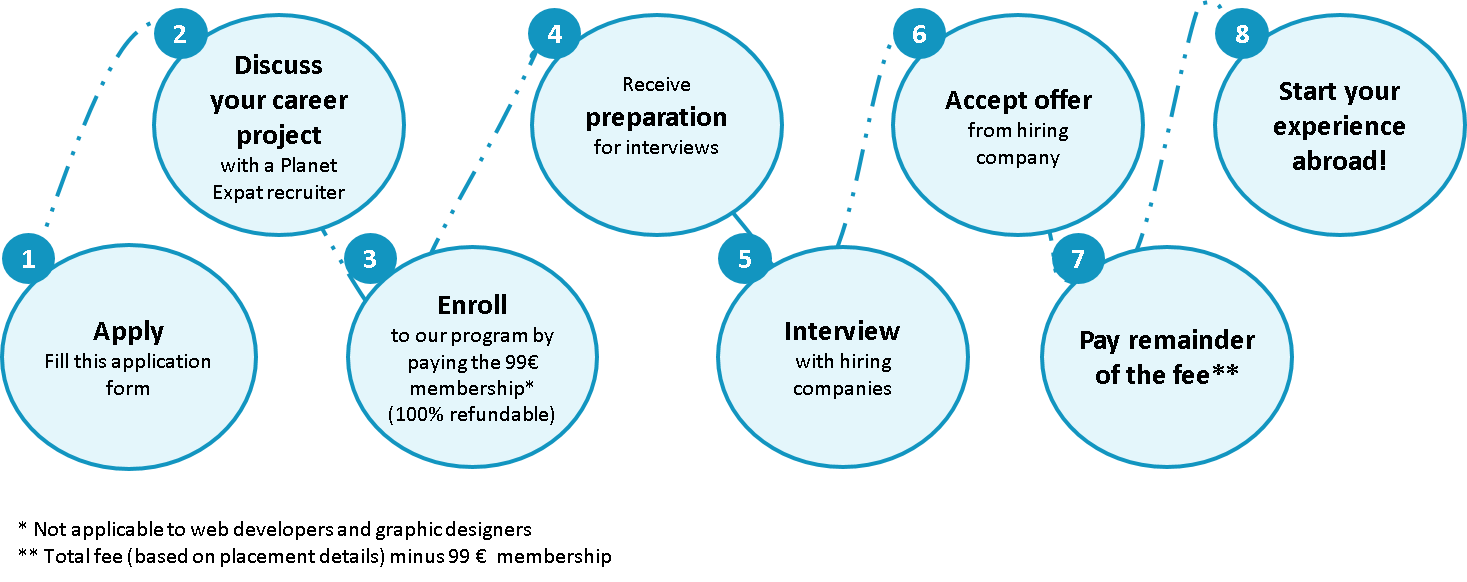 1
Apply
Fill this application
form
2
Discuss
your career
project
with a Planet
Expat recruiter
3
Enroll
to our program by
paying the 99€
membership*
(100% refundable)
4
Receive
preparation
for interviews
5
Interview
with hiring
companies
6
Accept offer
from hiring
company
7
Pay remainder
of the fee**
8
Start your
experience
abroad!
* Not applicable to web developers and graphic designers
** Total fee (based on placement details) minus 99 € membership